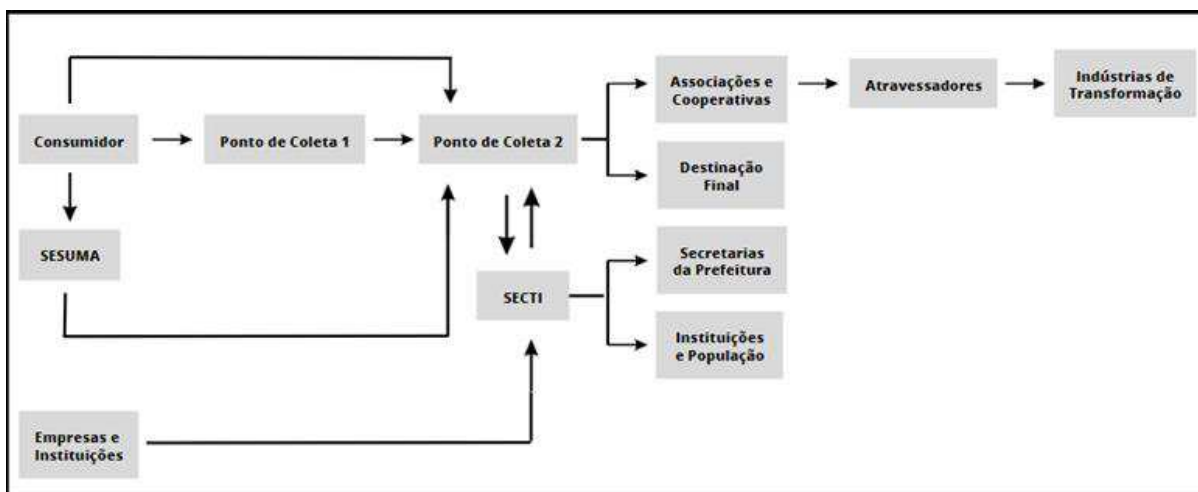 Associações e
Cooperativas
Atravessadores
Indústrias de
Transformação
Consumidor
Ponto de Coleta 1
Ponto de Coleta 2
Destinação
Final
SESUMA
Secretarias
da Prefeitura
SECTI
Instituições
e População
Empresas e
Instituições